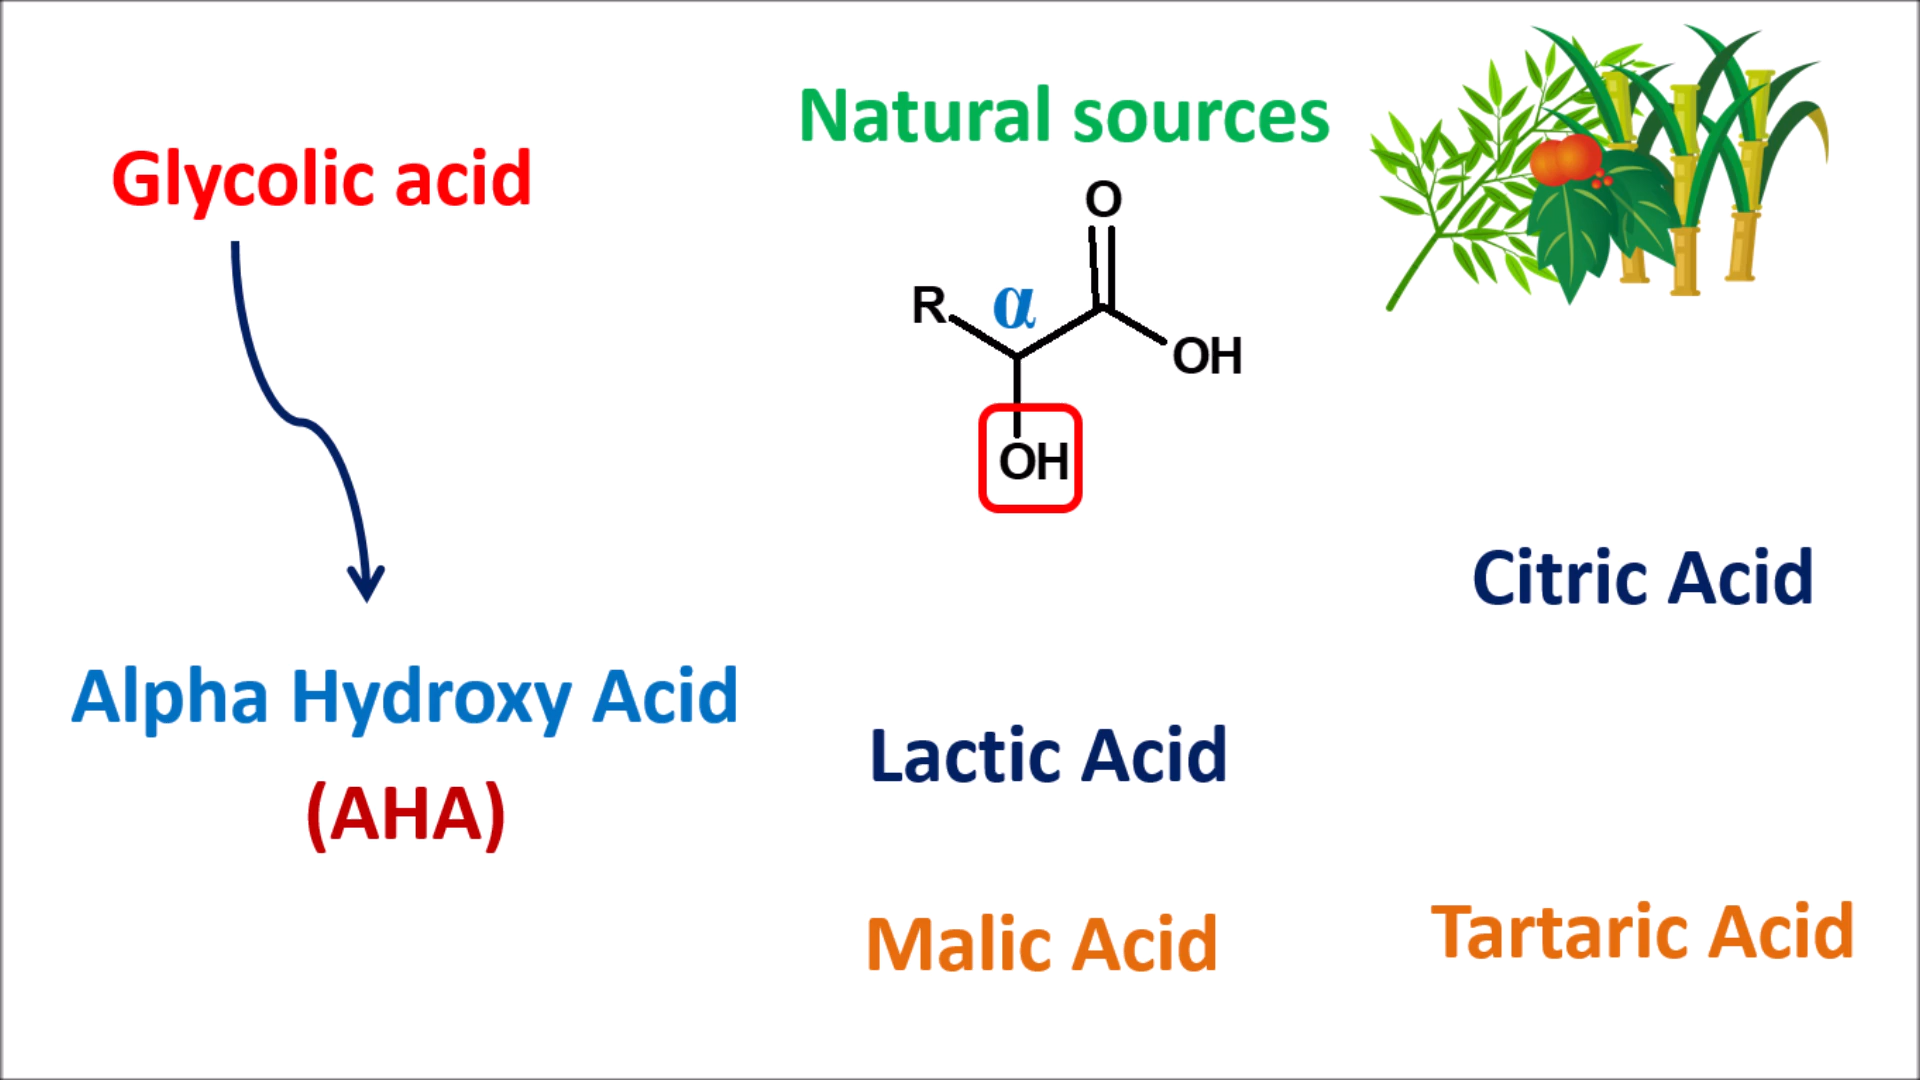 Glycolic acid
Alpha Hydroxy Acid
(AHA)
Natural sources
O
R
α
OH
OH
Citric Acid
Lactic Acid
Malic Acid
Tartaric Acid